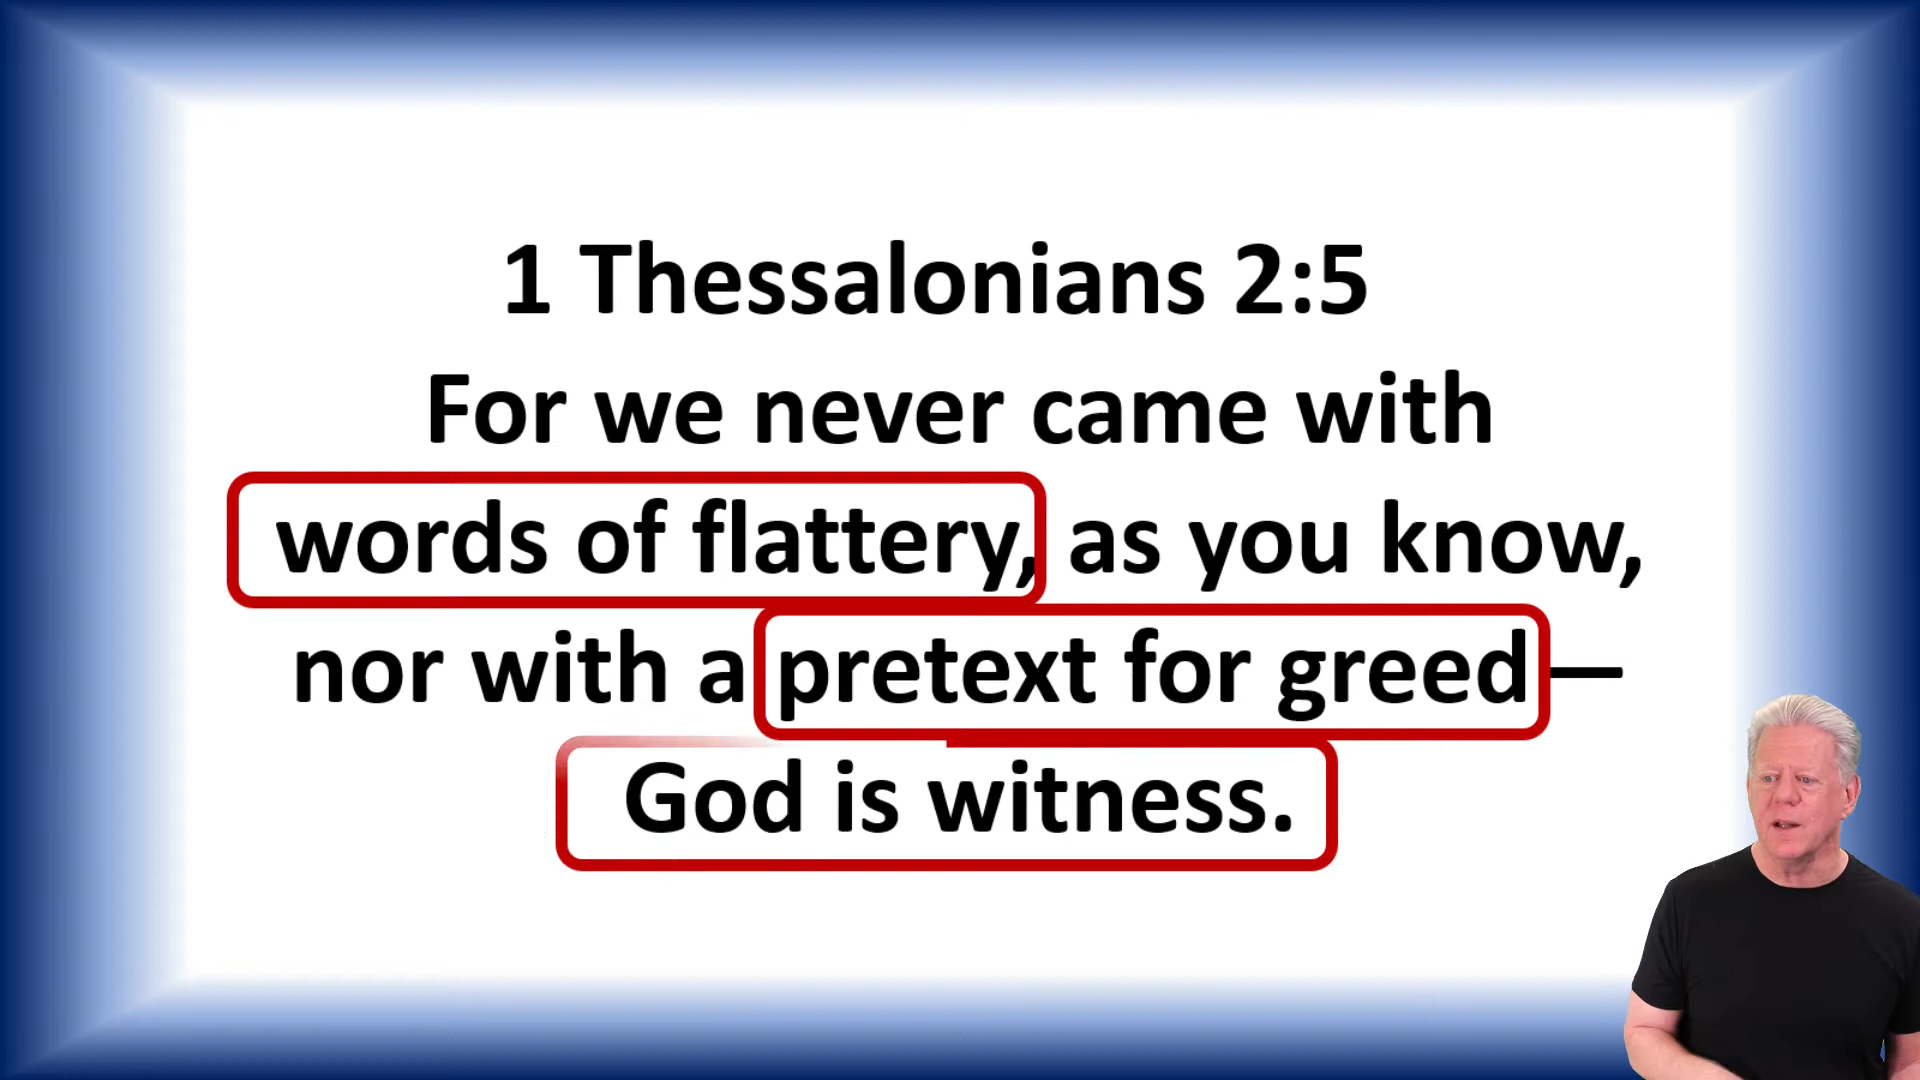 1 Thessalonians 2:5
For we never came with
words of flattery, as you know,
nor with a pretext for greed—
God is witness.